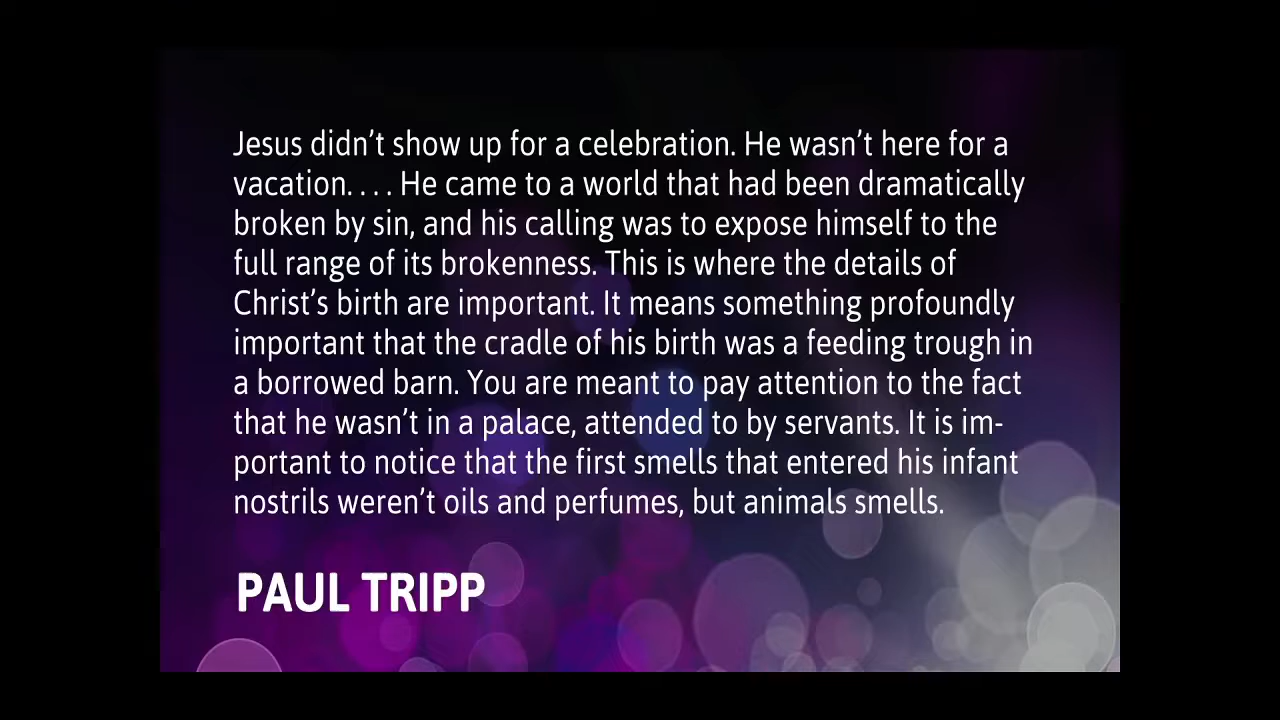 Jesus didn’t show up for a celebration. He wasn’t here for a
vacation. . . . He came to a world that had been dramatically
broken by sin, and his calling was to expose himself to the
full range of its brokenness. This is where the details of
Christ’s birth are important. It means something profoundly
important that the cradle of his birth was a feeding trough in
a borrowed barn. You are meant to pay attention to the fact
that he wasn’t in a palace, attended to by servants. It is im-
portant to notice that the first smells that entered his infant
nostrils weren’t oils and perfumes, but animals smells.
PAUL TRIPP